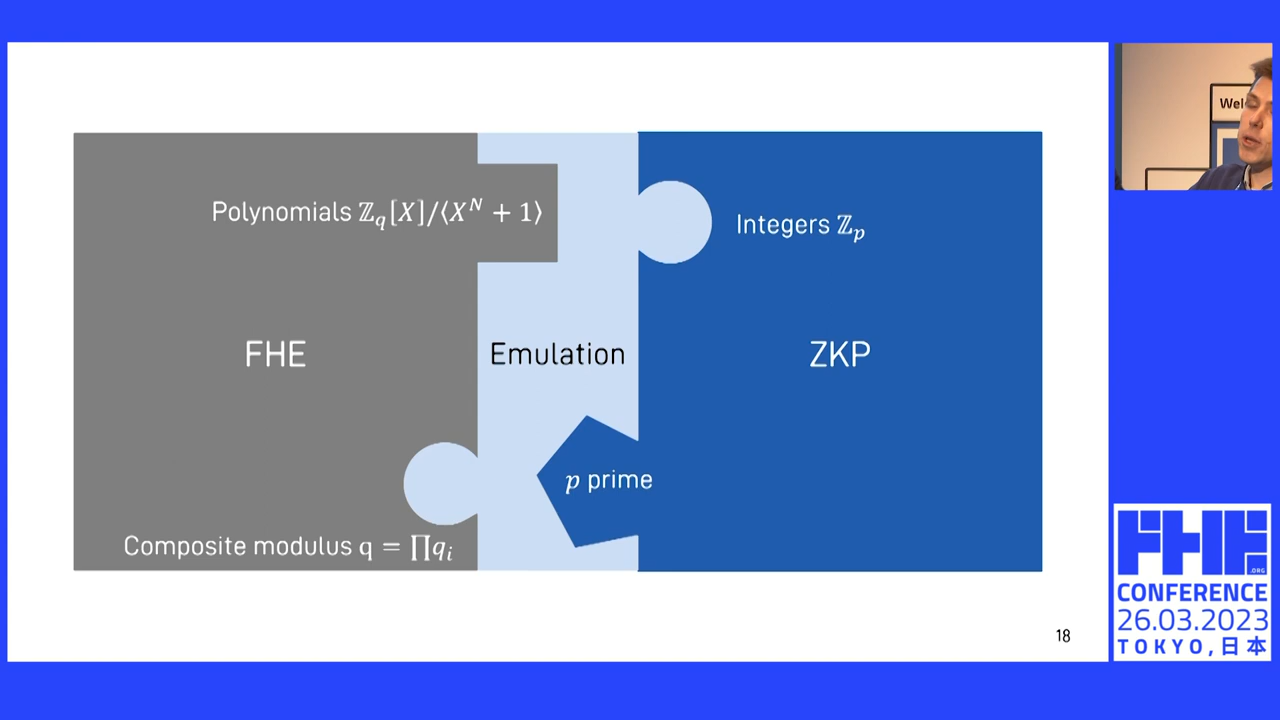 Polynomials ℤ_q[X]/⟨X^N + 1⟩
Integers ℤ_p
FHE
Emulation
ZKP
p prime
Composite modulus q = ∏q_i
18
FHE
.ORG
CONFERENCE
26.03.2023
TOKYO,日本